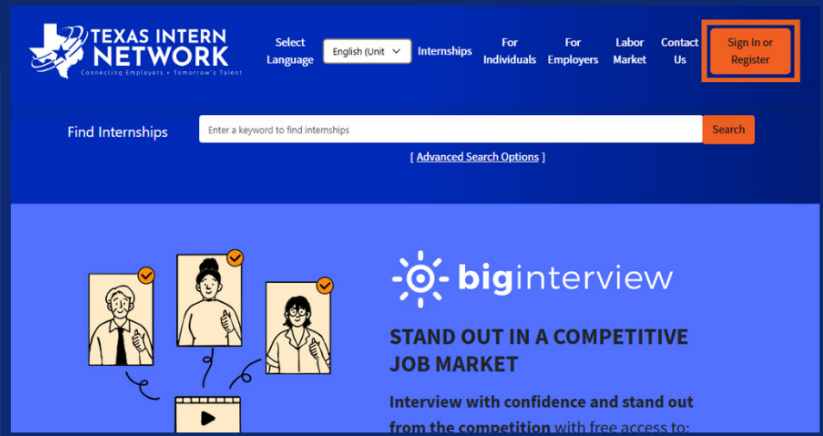 TEXAS INTERN
NETWORK
Connecting Employers • Tomorrow's Talent
Select
Language
English (Unit
Internships
For
Individuals
For
Employers
Labor
Market
Contact
Us
Sign In or
Register
Find Internships
Enter a keyword to find internships
Search
[ Advanced Search Options ]
biginterview
STAND OUT IN A COMPETITIVE
JOB MARKET
Interview with confidence and stand out
from the competition with free access to: